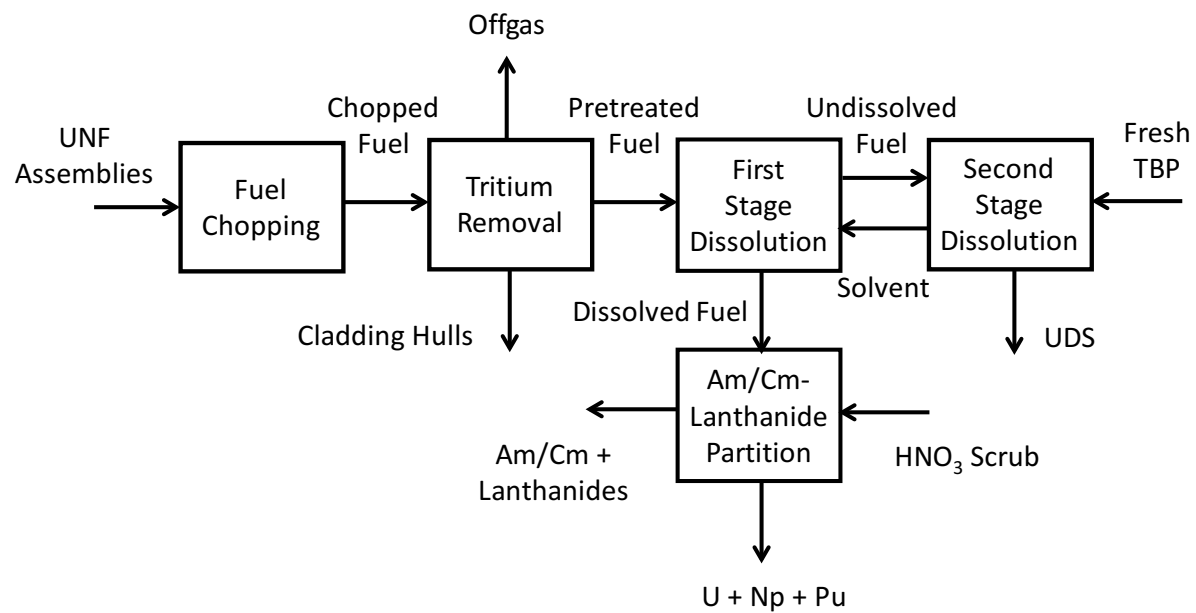 Offgas
UNF
Assemblies
Fuel
Chopping
Chopped
Fuel
Tritium
Removal
Cladding Hulls
Pretreated
Fuel
First
Stage
Dissolution
Undissolved
Fuel
Second
Stage
Dissolution
Fresh
TBP
Solvent
Dissolved Fuel
UDS
Am/Cm-
Lanthanide
Partition
Am/Cm +
Lanthanides
HNO₃ Scrub
U + Np + Pu